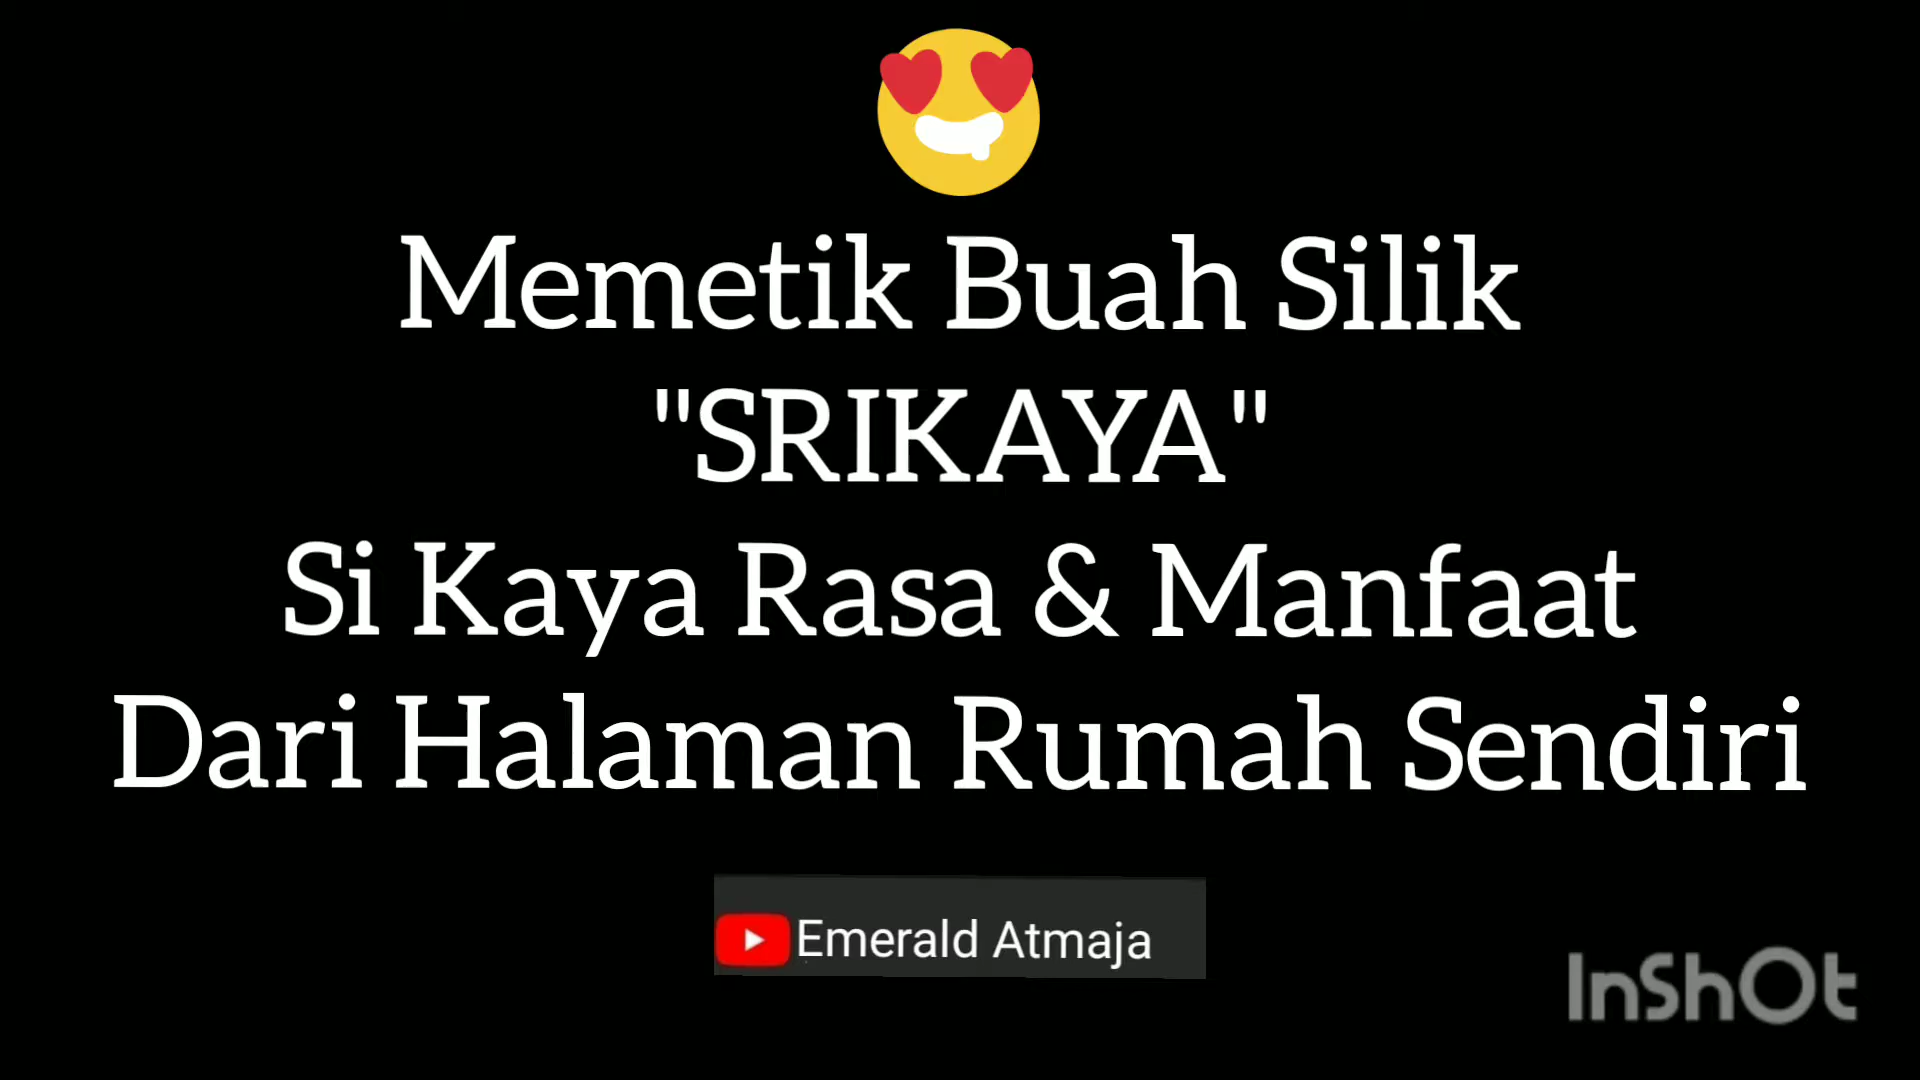 Memetik Buah Silik
"SRIKAYA"
Si Kaya Rasa & Manfaat
Dari Halaman Rumah Sendiri
Emerald Atmaja
InShOt